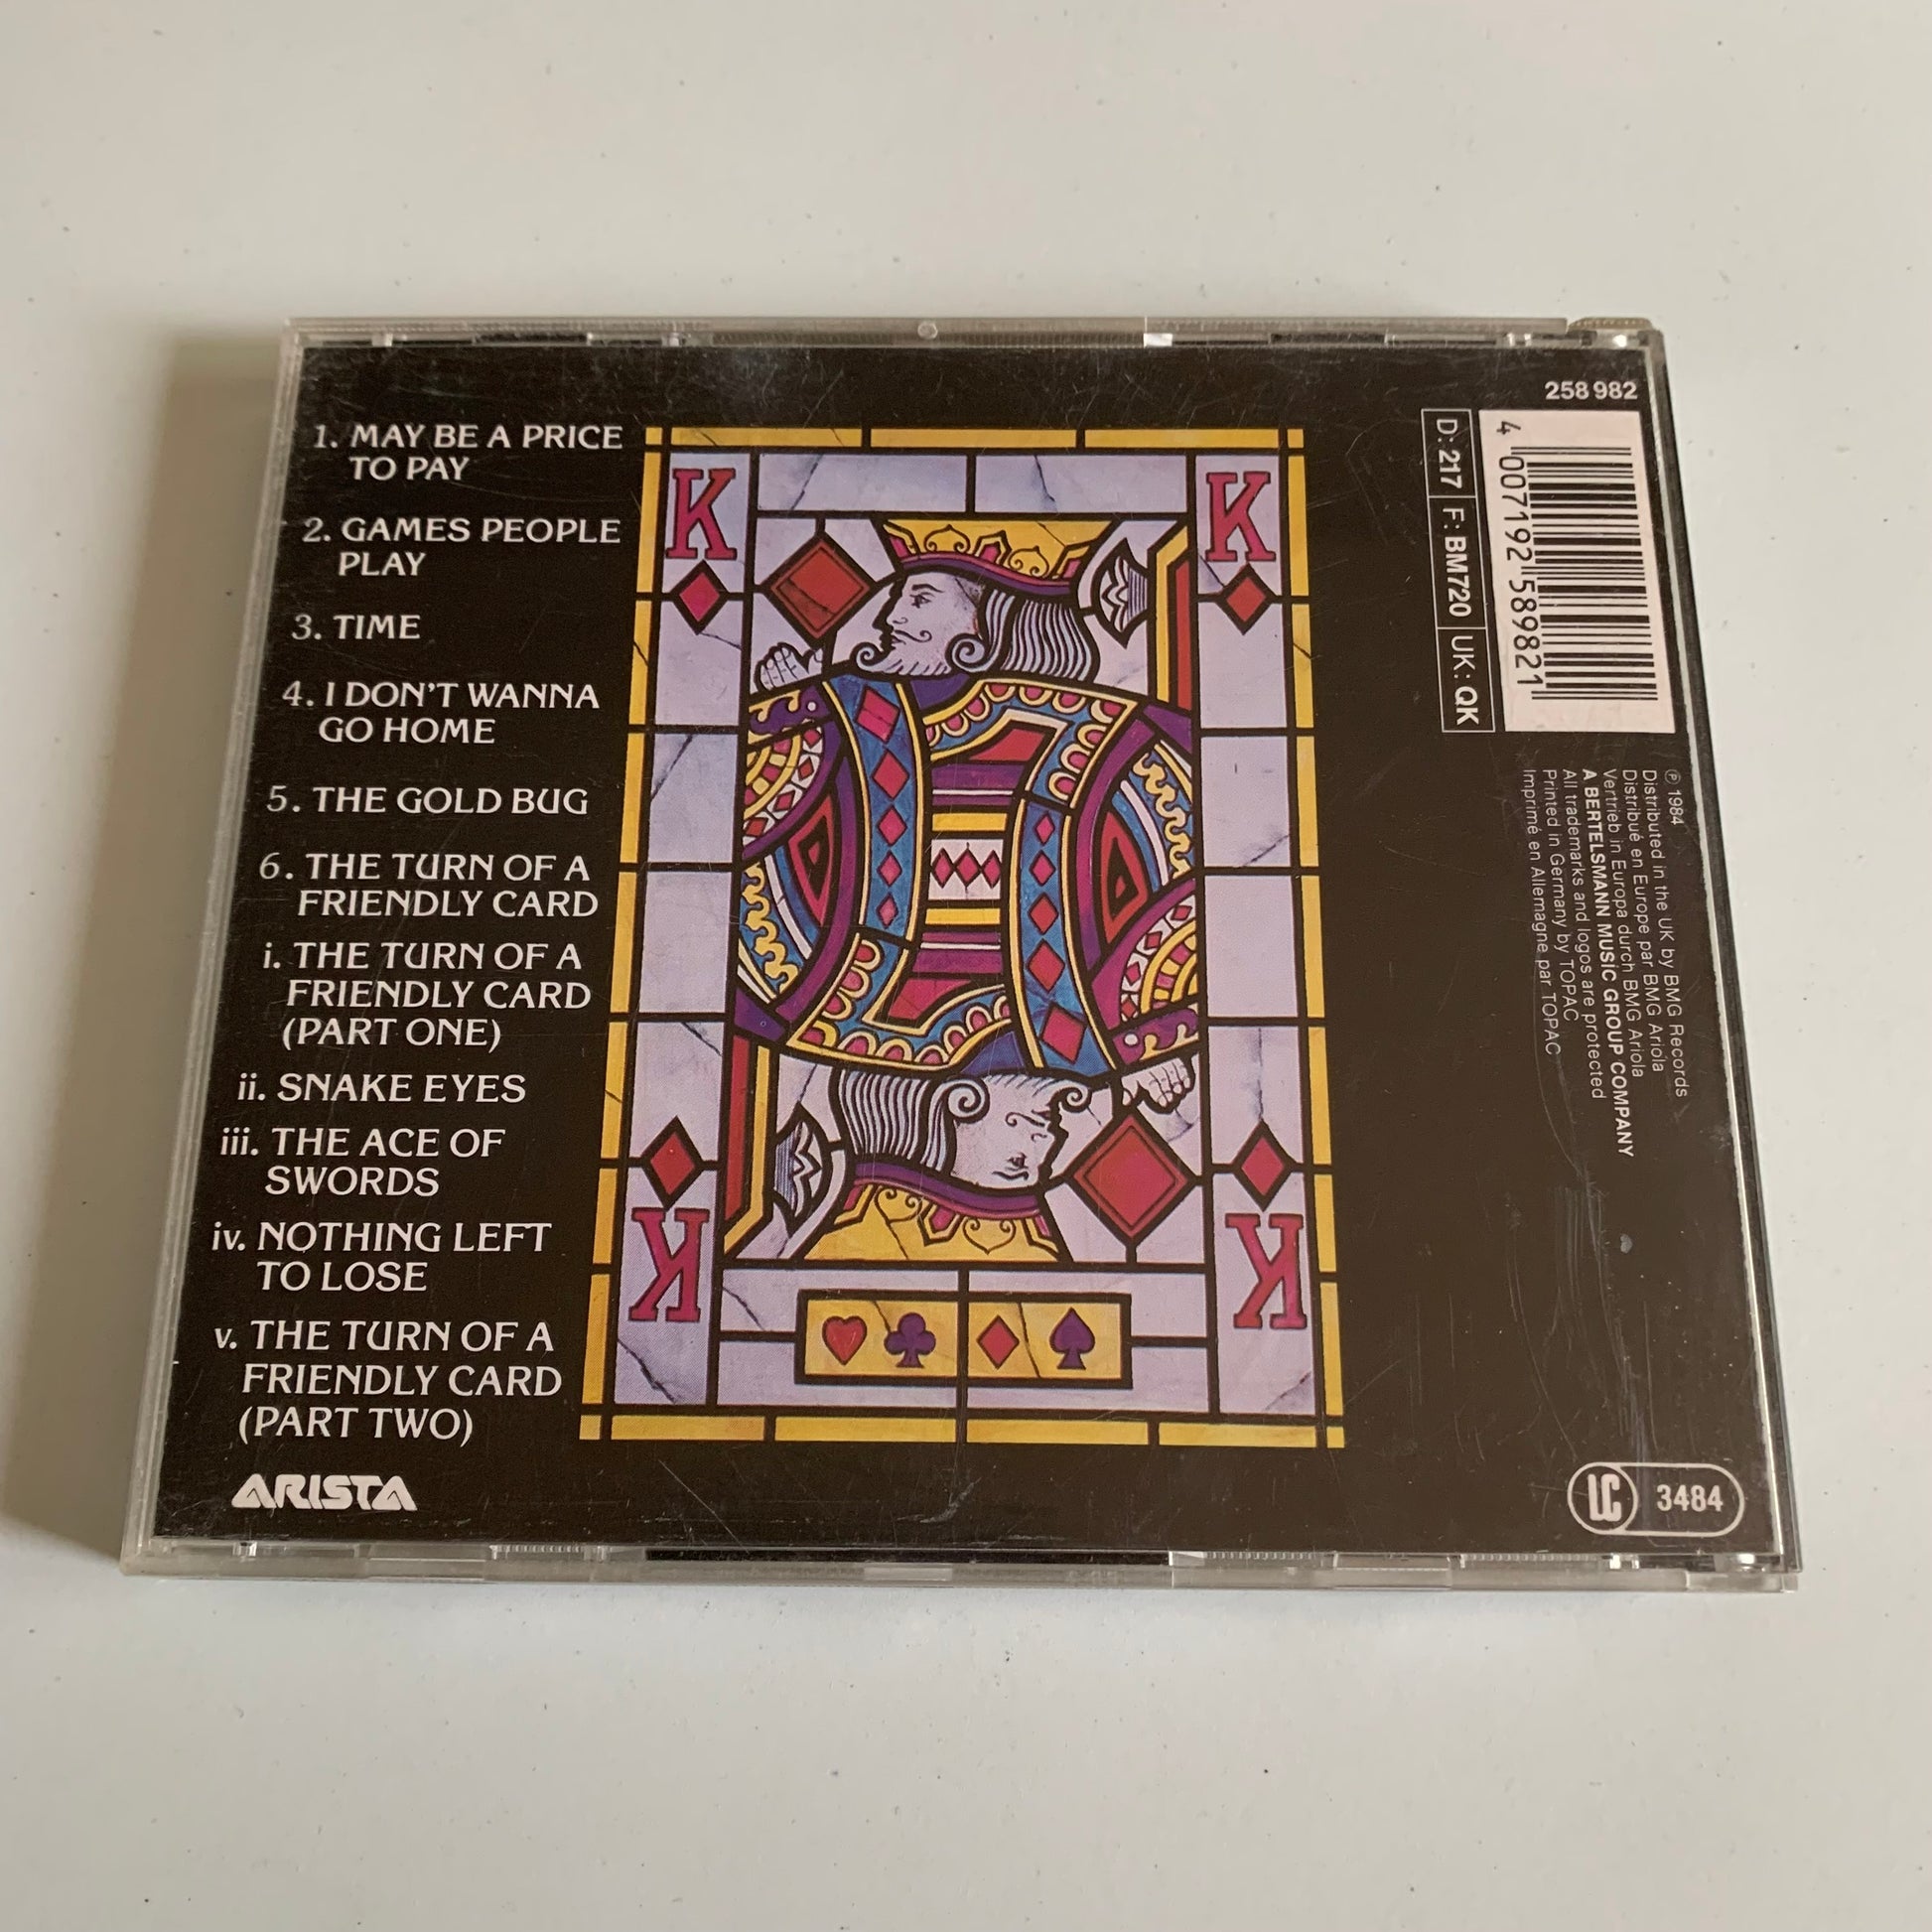 1. MAY BE A PRICE
TO PAY
2. GAMES PEOPLE
PLAY
3. TIME
4. I DON'T WANNA
GO HOME
5. THE GOLD BUG
6. THE TURN OF A
FRIENDLY CARD
i. THE TURN OF A
FRIENDLY CARD
(PART ONE)
ii. SNAKE EYES
iii. THE ACE OF
SWORDS
iv. NOTHING LEFT
TO LOSE
v. THE TURN OF A
FRIENDLY CARD
(PART TWO)
ARISTA
K
K
K
K
258 982
4 007192 589821
D: 217 F: BM720 UK: QK
℗ 1984
Distributed in the UK by BMG Records
Distribué en Europe par BMG Ariola
Vertrieb in Europa durch BMG Ariola
A BERTELSMANN MUSIC GROUP COMPANY
All trademarks and logos are protected
Printed in Germany by TOPAC
Imprimé en Allemagne par TOPAC
LC 3484